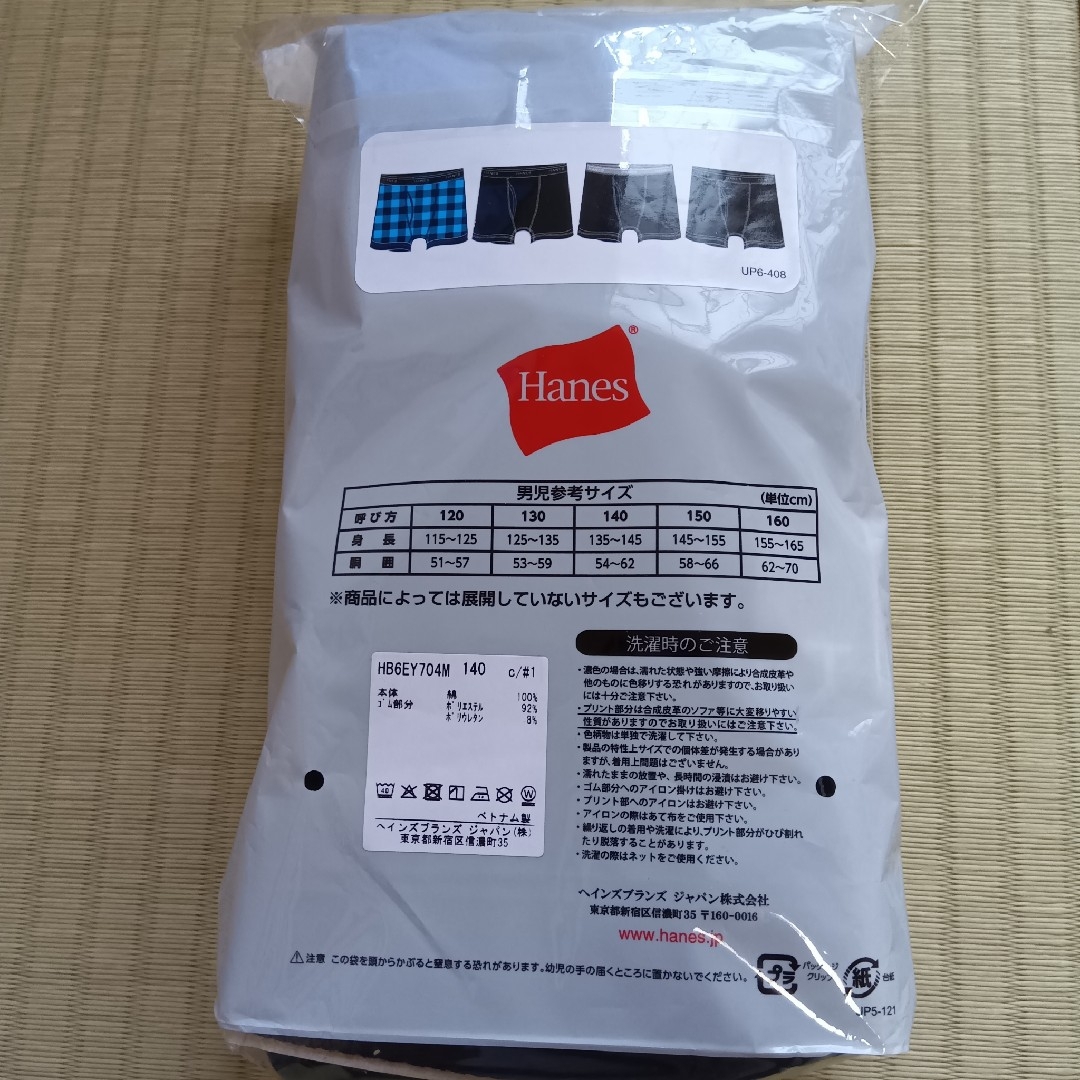 UP6-408
Hanes®
男児参考サイズ (単位cm)
呼び方 120 130 140 150 160
身長 115〜125 125〜135 135〜145 145〜155 155〜165
胴囲 51〜57 53〜59 54〜62 58〜66 62〜70
※商品によっては展開していないサイズもございます。
HB6EY704M 140 c/#1
本体 綿 100%
ゴム部分 ポリエステル 92%
ポリウレタン 8%
40
W
ベトナム製
ヘインズブランズ ジャパン(株)
東京都新宿区信濃町35
洗濯時のご注意
・濃色の場合は、濡れた状態や強い摩擦により合成皮革や
他のものに色移りする恐れがありますので、お取り扱い
には十分ご注意下さい。
・プリント部分は合成皮革のソファ等に大変移りやすい
性質がありますのでお取り扱いにはご注意下さい。
・色柄物は単独で洗濯して下さい。
・製品の特性上サイズでの個体差が発生する場合があり
ますが、着用上問題はございません。
・濡れたままの放置や、長時間の浸漬はお避け下さい。
・ゴム部分へのアイロン掛けはお避け下さい。
・プリント部へのアイロンはお避け下さい。
・アイロンの際はあて布をご使用下さい。
・繰り返しの着用や洗濯により、プリント部分がひび割れ
たり脱落することがあります。
・洗濯の際はネットをご使用ください。
ヘインズブランズ ジャパン株式会社
東京都新宿区信濃町35 〒160-0016
www.hanes.jp
⚠注意 この袋を頭からかぶると窒息する恐れがあります。幼児の手の届くところに置かないでください。
プラ パッケージ
クリップ
紙 台紙
UP5-121